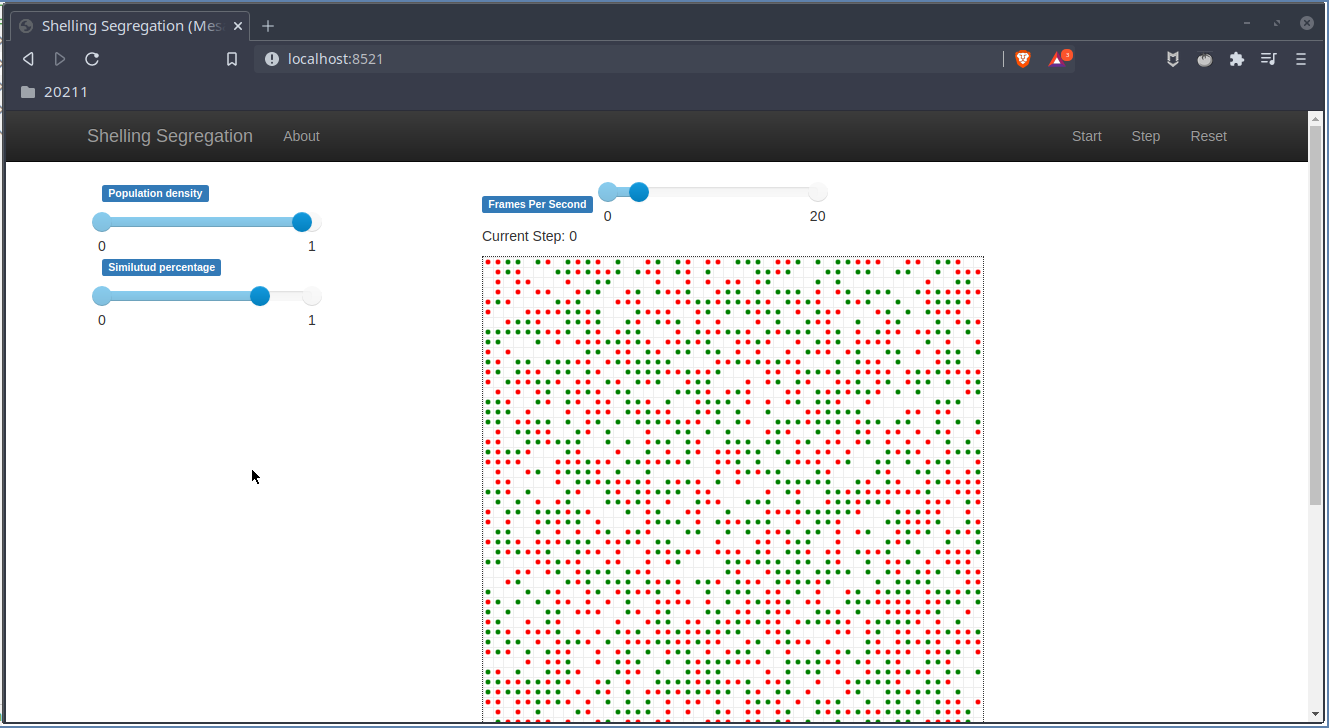 Shelling Segregation (Mes
localhost:8521
3
20211
Shelling Segregation About Start Step Reset
Population density
0 1
Similutud percentage
0 1
Frames Per Second
0 20
Current Step: 0